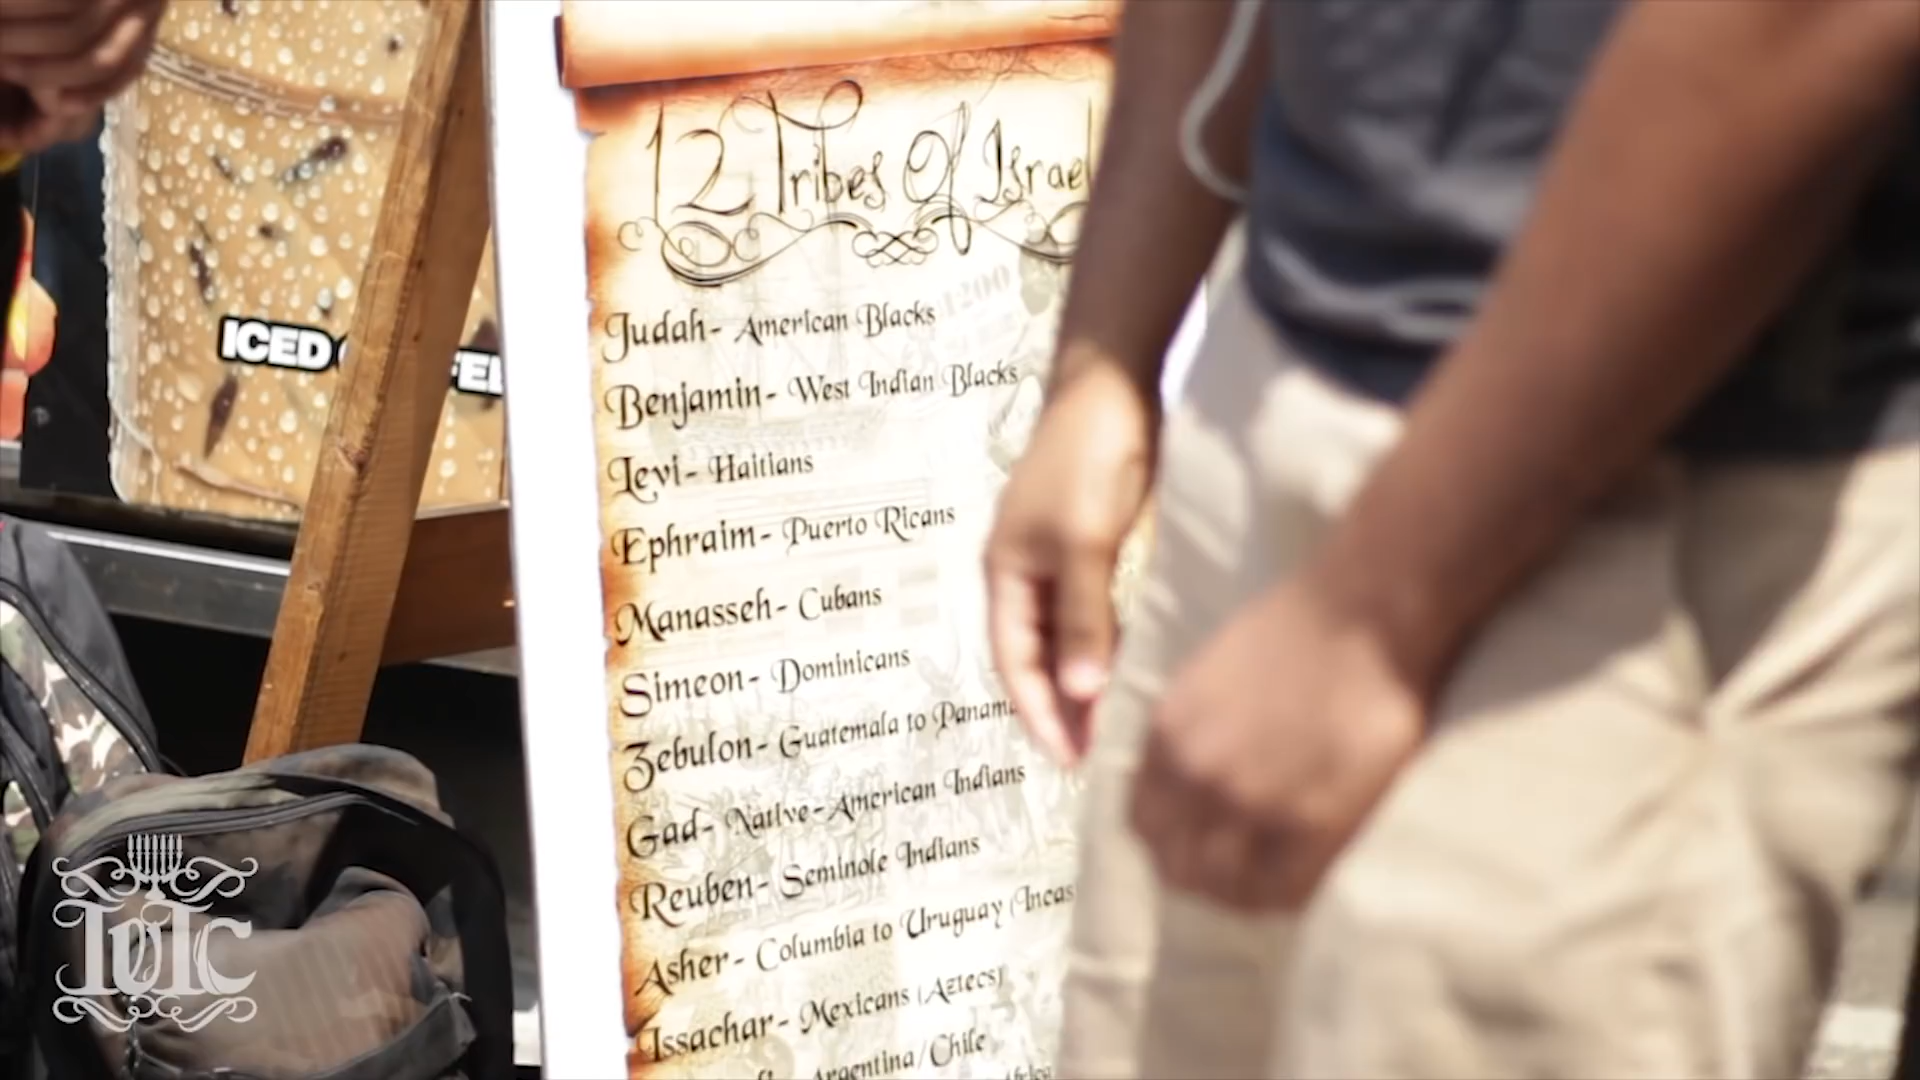 12 Tribes Of Israel
1200
Judah - American Blacks
Benjamin - West Indian Blacks
Levi - Haitians
Ephraim - Puerto Ricans
Manasseh - Cubans
Simeon - Dominicans
Zebulon - Guatemala to Panama
Gad - Native-American Indians
Reuben - Seminole Indians
Asher - Columbia to Uruguay (Incas
Issachar - Mexicans (Aztecs)
Argentina/Chile
ICED
IUIC